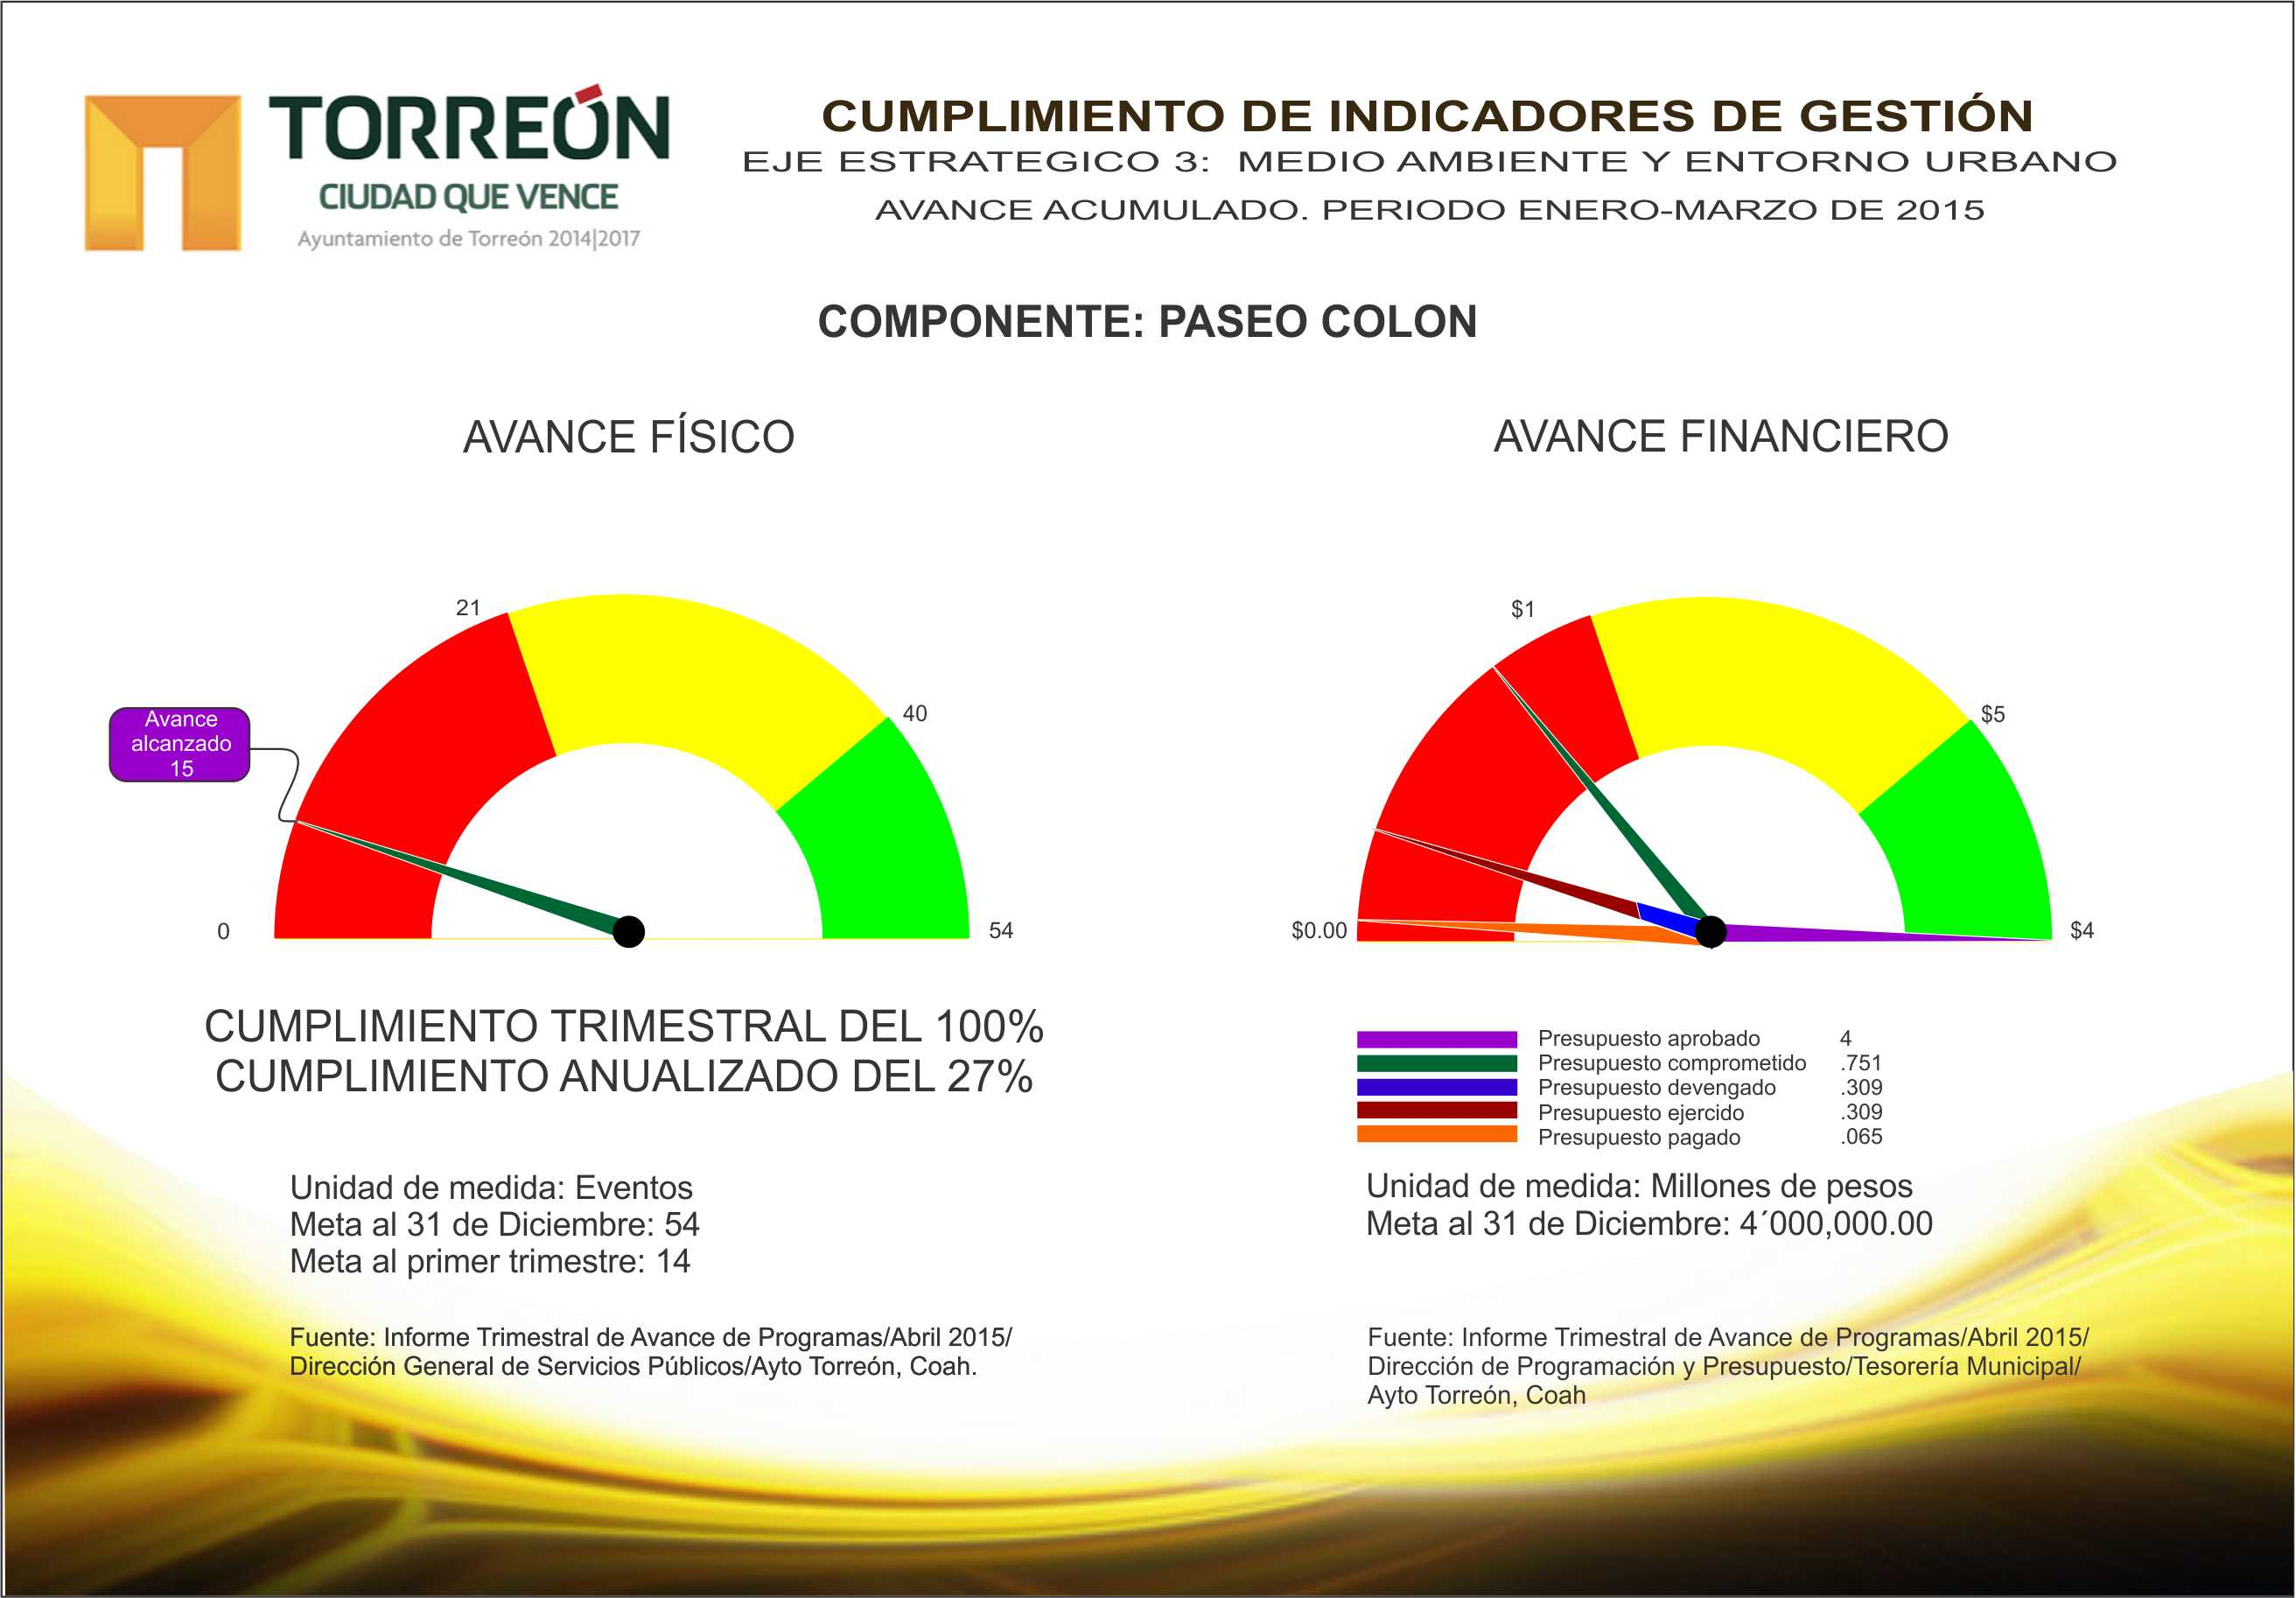 TORREÓN
CIUDAD QUE VENCE
Ayuntamiento de Torreón 2014|2017
CUMPLIMIENTO DE INDICADORES DE GESTIÓN
EJE ESTRATEGICO 3: MEDIO AMBIENTE Y ENTORNO URBANO
AVANCE ACUMULADO. PERIODO ENERO-MARZO DE 2015
COMPONENTE: PASEO COLON
AVANCE FÍSICO
21
40
Avance
alcanzado
15
0
54
CUMPLIMIENTO TRIMESTRAL DEL 100%
CUMPLIMIENTO ANUALIZADO DEL 27%
Unidad de medida: Eventos
Meta al 31 de Diciembre: 54
Meta al primer trimestre: 14
Fuente: Informe Trimestral de Avance de Programas/Abril 2015/
Dirección General de Servicios Públicos/Ayto Torreón, Coah.
AVANCE FINANCIERO
$1
$5
$0.00
$4
Presupuesto aprobado 4
Presupuesto comprometido .751
Presupuesto devengado .309
Presupuesto ejercido .309
Presupuesto pagado .065
Unidad de medida: Millones de pesos
Meta al 31 de Diciembre: 4´000,000.00
Fuente: Informe Trimestral de Avance de Programas/Abril 2015/
Dirección de Programación y Presupuesto/Tesorería Municipal/
Ayto Torreón, Coah